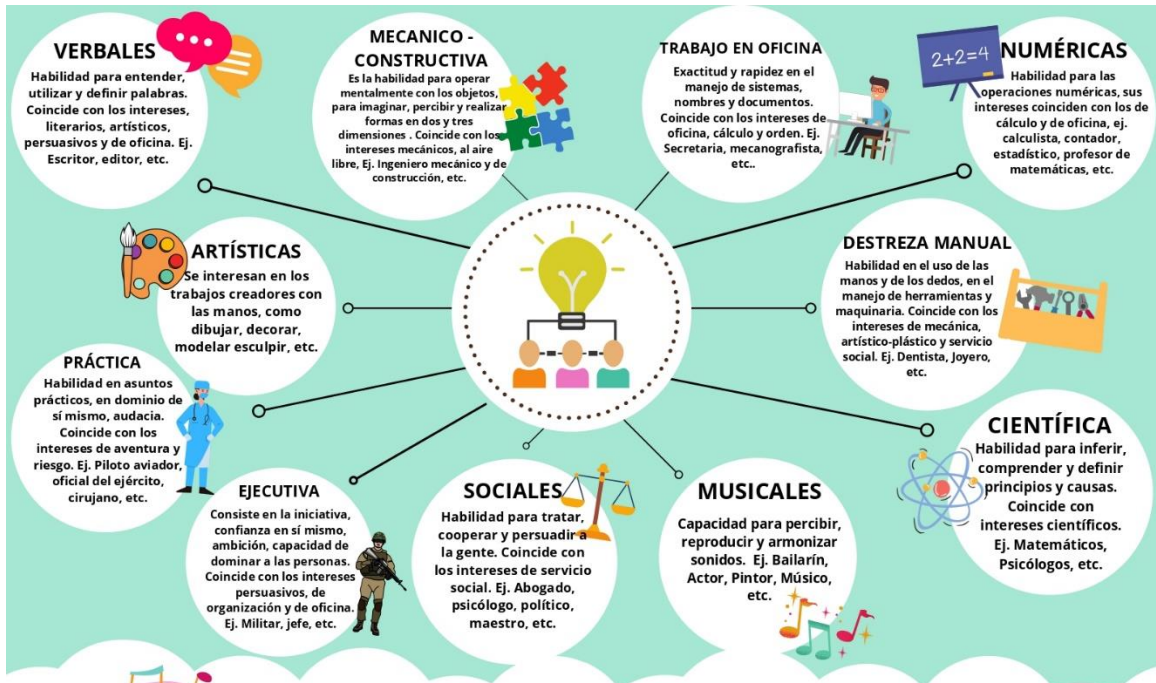 VERBALES
Habilidad para entender,
utilizar y definir palabras.
Coincide con los intereses,
literarios, artísticos,
persuasivos y de oficina. Ej.
Escritor, editor, etc.
MECANICO -
CONSTRUCTIVA
Es la habilidad para operar
mentalmente con los objetos,
para imaginar, percibir y realizar
formas en dos y tres
dimensiones . Coincide con los
intereses mecánicos, al aire
libre, Ej. Ingeniero mecánico y de
construcción, etc.
TRABAJO EN OFICINA
Exactitud y rapidez en el
manejo de sistemas,
nombres y documentos.
Coincide con los intereses de
oficina, cálculo y orden. Ej.
Secretaria, mecanografista,
etc..
2+2=4
NUMÉRICAS
Habilidad para las
operaciones numéricas, sus
intereses coinciden con los de
cálculo y de oficina, ej.
calculista, contador,
estadístico, profesor de
matemáticas, etc.
ARTÍSTICAS
Se interesan en los
trabajos creadores con
las manos, como
dibujar, decorar,
modelar esculpir, etc.
DESTREZA MANUAL
Habilidad en el uso de las
manos y de los dedos, en el
manejo de herramientas y
maquinaria. Coincide con los
intereses de mecánica,
artístico-plástico y servicio
social. Ej. Dentista, Joyero,
etc.
PRÁCTICA
Habilidad en asuntos
prácticos, en dominio de
sí mismo, audacia.
Coincide con los
intereses de aventura y
riesgo. Ej. Piloto aviador,
oficial del ejército,
cirujano, etc.
EJECUTIVA
Consiste en la iniciativa,
confianza en sí mismo,
ambición, capacidad de
dominar a las personas.
Coincide con los intereses
persuasivos, de
organización y de oficina.
Ej. Militar, jefe, etc.
SOCIALES
Habilidad para tratar,
cooperar y persuadir a
la gente. Coincide con
los intereses de servicio
social. Ej. Abogado,
psicólogo, político,
maestro, etc.
MUSICALES
Capacidad para percibir,
reproducir y armonizar
sonidos. Ej. Bailarín,
Actor, Pintor, Músico,
etc.
CIENTÍFICA
Habilidad para inferir,
comprender y definir
principios y causas.
Coincide con
intereses científicos.
Ej. Matemáticos,
Psicólogos, etc.